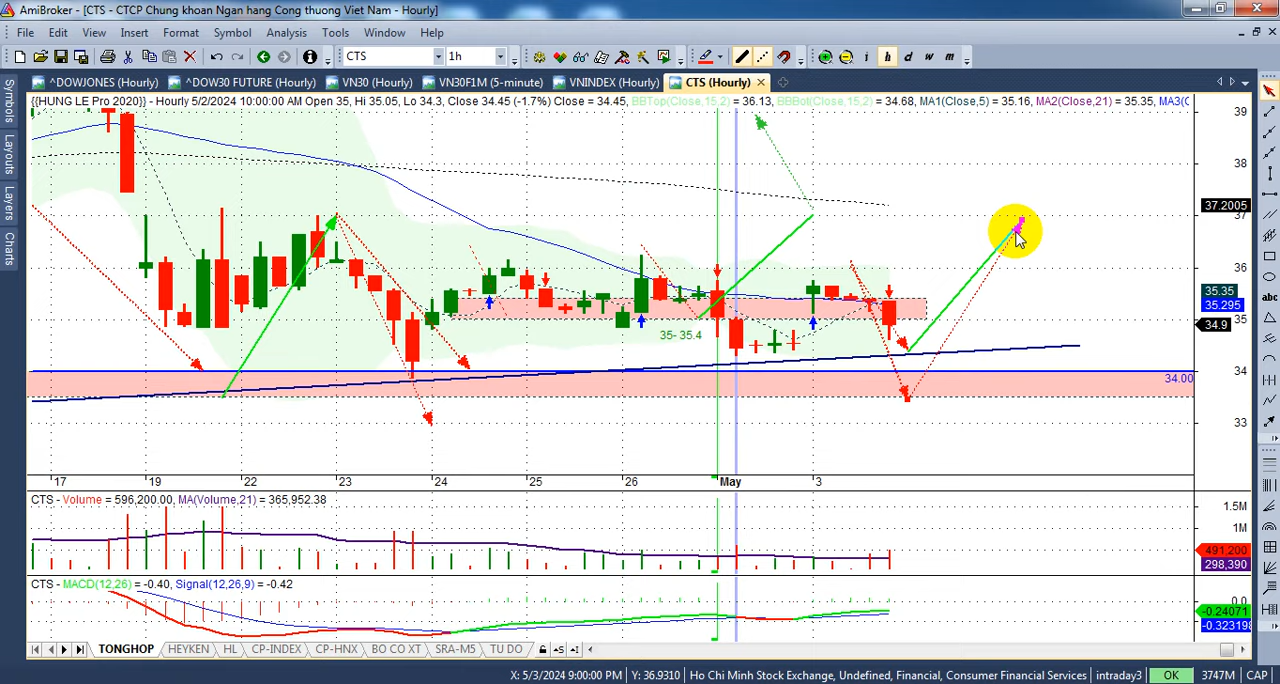 AmiBroker - [CTS - CTCP Chung khoan Ngan hang Cong thuong Viet Nam - Hourly]
File Edit View Insert Format Symbol Analysis Tools Window Help
CTS 1h i h d w m
^DOWJONES (Hourly) ^DOW30 FUTURE (Hourly) VN30 (Hourly) VN30F1M (5-minute) VNINDEX (Hourly) CTS (Hourly)
Symbols
Layouts
Layers
Charts
{{HUNG LE Pro 2020}} - Hourly 5/2/2024 10:00:00 AM Open 35, Hi 35.05, Lo 34.3, Close 34.45 (-1.7%) Close = 34.45, BBTop(Close,15,2) = 36.13, BBBot(Close,15,2) = 34.68, MA1(Close,5) = 35.16, MA2(Close,21) = 35.35, MA3(C
39
38
37.2005
37
36
35.35
35.295
35
34.9
34
33
35- 35.4
34.00
17 19 22 23 24 25 26 May 3
CTS - Volume = 596,200.00, MA(Volume,21) = 365,952.38
1.5M
1M
491,200
298,390
CTS - MACD(12,26) = -0.40, Signal(12,26,9) = -0.42
0.0
-0.24071
-0.323198
TONGHOP HEYKEN HL CP-INDEX CP-HNX BO CO XT SRA-M5 TU DO
X: 5/3/2024 9:00:00 PM Y: 36.9310 Ho Chi Minh Stock Exchange, Undefined, Financial, Consumer Financial Services intraday3 OK 3747M CAP
abc